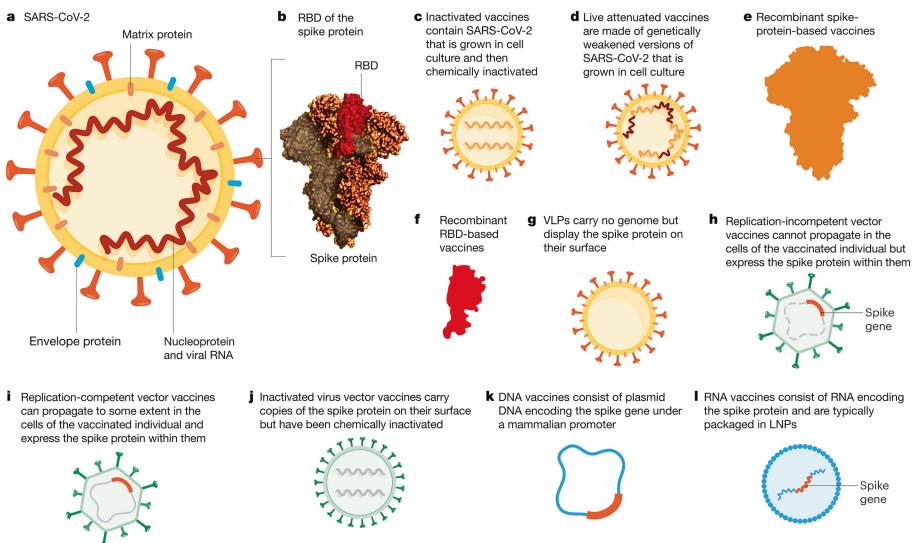 a SARS-CoV-2
Matrix protein
Envelope protein
Nucleoprotein
and viral RNA
b RBD of the
spike protein
RBD
Spike protein
c Inactivated vaccines
contain SARS-CoV-2
that is grown in cell
culture and then
chemically inactivated
d Live attenuated vaccines
are made of genetically
weakened versions of
SARS-CoV-2 that is
grown in cell culture
e Recombinant spike-
protein-based vaccines
f Recombinant
RBD-based
vaccines
g VLPs carry no genome but
display the spike protein on
their surface
h Replication-incompetent vector
vaccines cannot propagate in the
cells of the vaccinated individual but
express the spike protein within them
Spike
gene
i Replication-competent vector vaccines
can propagate to some extent in the
cells of the vaccinated individual and
express the spike protein within them
j Inactivated virus vector vaccines carry
copies of the spike protein on their surface
but have been chemically inactivated
k DNA vaccines consist of plasmid
DNA encoding the spike gene under
a mammalian promoter
l RNA vaccines consist of RNA encoding
the spike protein and are typically
packaged in LNPs
Spike
gene